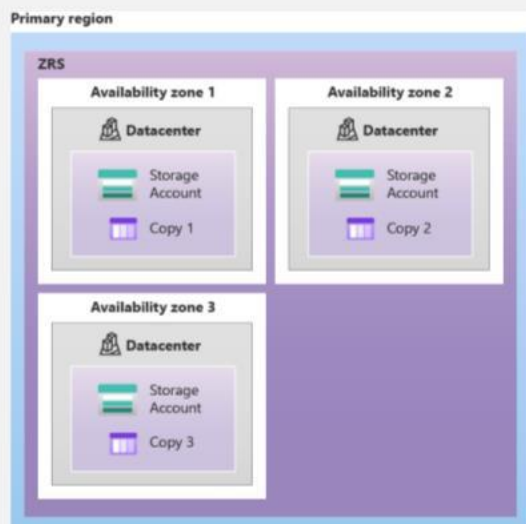 Primary region
ZRS
Availability zone 1
Datacenter
Storage
Account
Copy 1
Availability zone 2
Datacenter
Storage
Account
Copy 2
Availability zone 3
Datacenter
Storage
Account
Copy 3